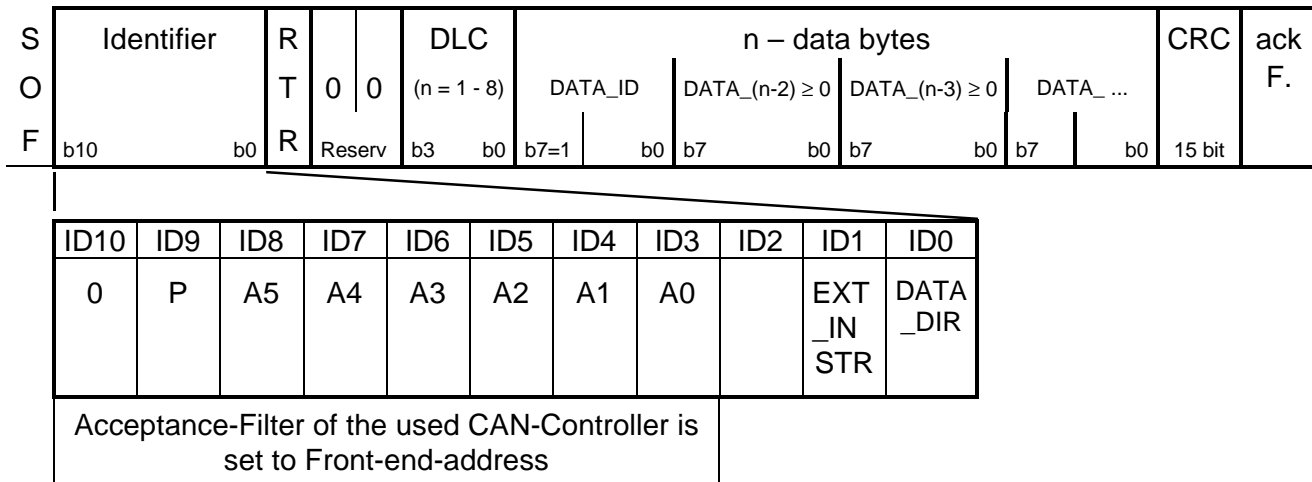 S Identifier R DLC n – data bytes CRC ack
O T 0 0 (n = 1 - 8) DATA_ID DATA_(n-2) ≥ 0 DATA_(n-3) ≥ 0 DATA_ ... F.
F b10 b0 R Reserv b3 b0 b7=1 b0 b7 b0 b7 b0 b7 b0 15 bit
ID10 ID9 ID8 ID7 ID6 ID5 ID4 ID3 ID2 ID1 ID0
0 P A5 A4 A3 A2 A1 A0 EXT DATA
_IN _DIR
STR
Acceptance-Filter of the used CAN-Controller is
set to Front-end-address